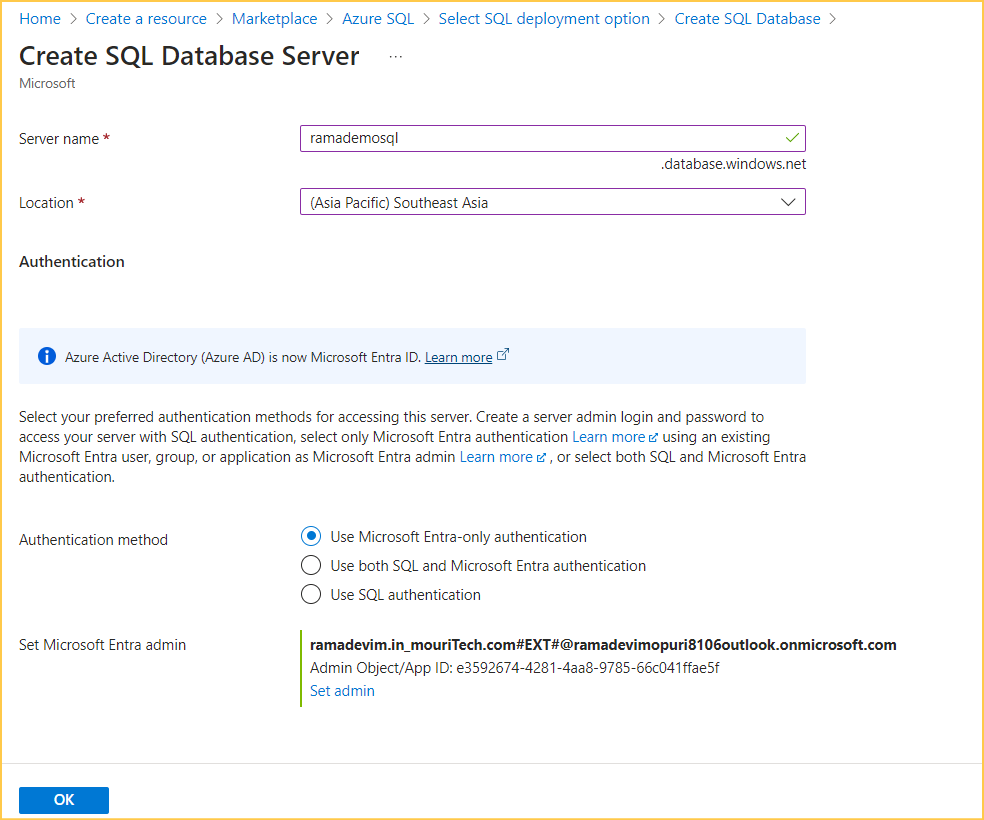 Home > Create a resource > Marketplace > Azure SQL > Select SQL deployment option > Create SQL Database >
Create SQL Database Server ...
Microsoft
Server name *
ramademosql
.database.windows.net
Location *
(Asia Pacific) Southeast Asia
Authentication
Azure Active Directory (Azure AD) is now Microsoft Entra ID. Learn more
Select your preferred authentication methods for accessing this server. Create a server admin login and password to
access your server with SQL authentication, select only Microsoft Entra authentication Learn more using an existing
Microsoft Entra user, group, or application as Microsoft Entra admin Learn more , or select both SQL and Microsoft Entra
authentication.
Authentication method
Use Microsoft Entra-only authentication
Use both SQL and Microsoft Entra authentication
Use SQL authentication
Set Microsoft Entra admin
ramadevim.in_mouriTech.com#EXT#@ramadevimopuri8106outlook.onmicrosoft.com
Admin Object/App ID: e3592674-4281-4aa8-9785-66c041ffae5f
Set admin
OK